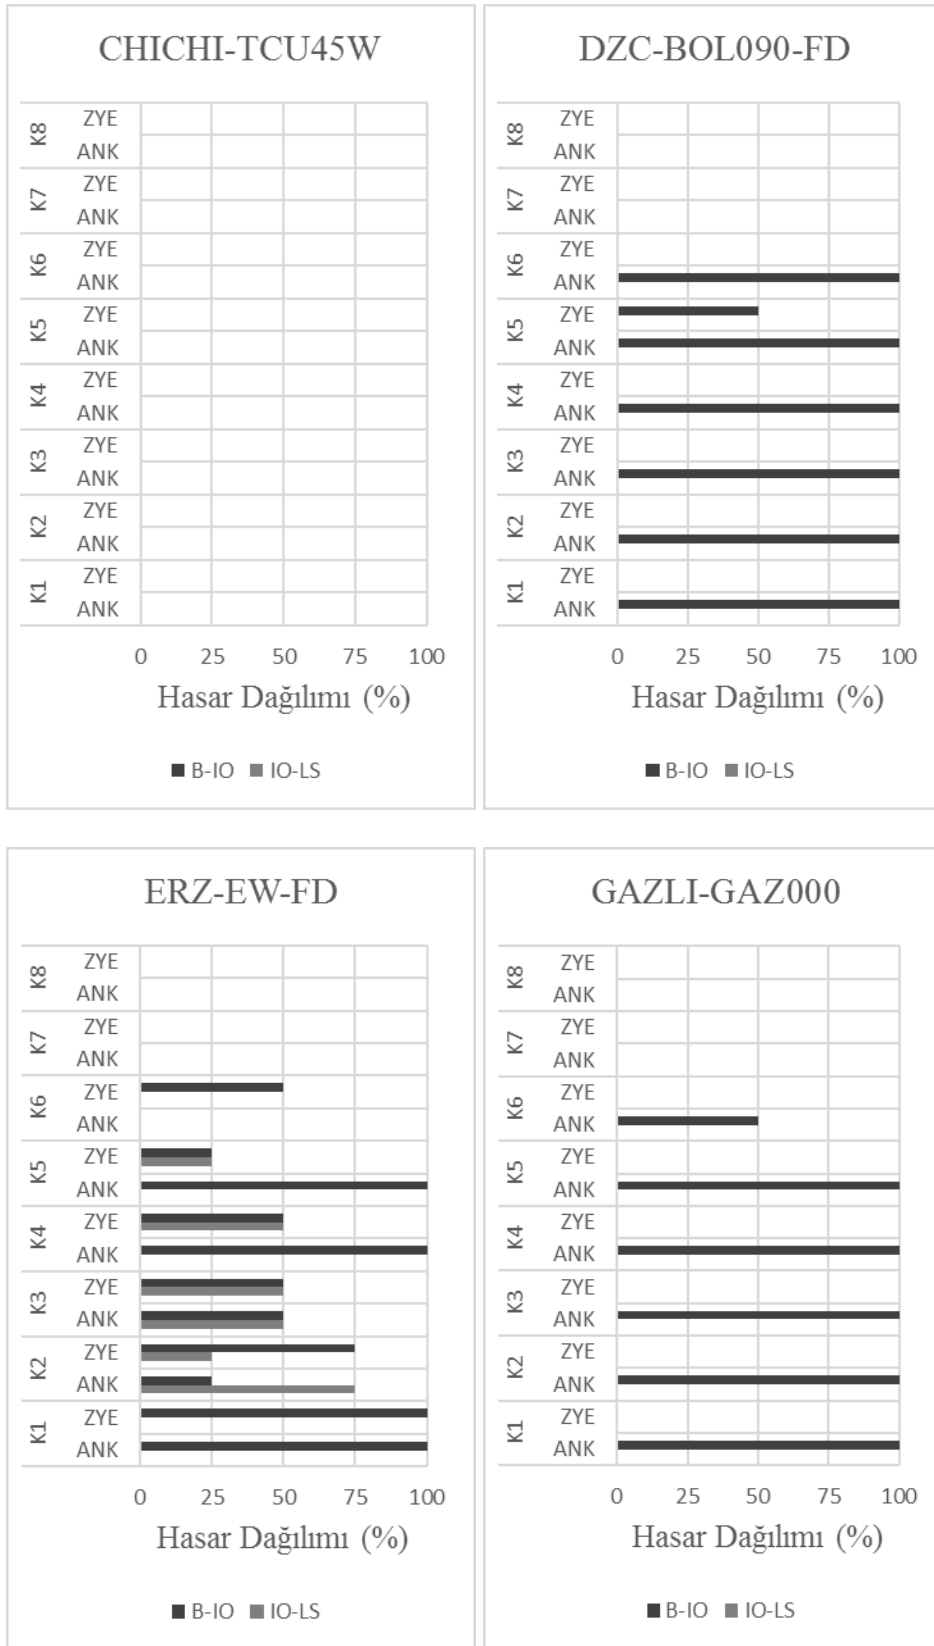 CHICHI-TCU45W
K8 ZYE
ANK
K7 ZYE
ANK
K6 ZYE
ANK
K5 ZYE
ANK
K4 ZYE
ANK
K3 ZYE
ANK
K2 ZYE
ANK
K1 ZYE
ANK
0 25 50 75 100
Hasar Dağılımı (%)
B-IO IO-LS
DZC-BOL090-FD
K8 ZYE
ANK
K7 ZYE
ANK
K6 ZYE
ANK
K5 ZYE
ANK
K4 ZYE
ANK
K3 ZYE
ANK
K2 ZYE
ANK
K1 ZYE
ANK
0 25 50 75 100
Hasar Dağılımı (%)
B-IO IO-LS
ERZ-EW-FD
K8 ZYE
ANK
K7 ZYE
ANK
K6 ZYE
ANK
K5 ZYE
ANK
K4 ZYE
ANK
K3 ZYE
ANK
K2 ZYE
ANK
K1 ZYE
ANK
0 25 50 75 100
Hasar Dağılımı (%)
B-IO IO-LS
GAZLI-GAZ000
K8 ZYE
ANK
K7 ZYE
ANK
K6 ZYE
ANK
K5 ZYE
ANK
K4 ZYE
ANK
K3 ZYE
ANK
K2 ZYE
ANK
K1 ZYE
ANK
0 25 50 75 100
Hasar Dağılımı (%)
B-IO IO-LS